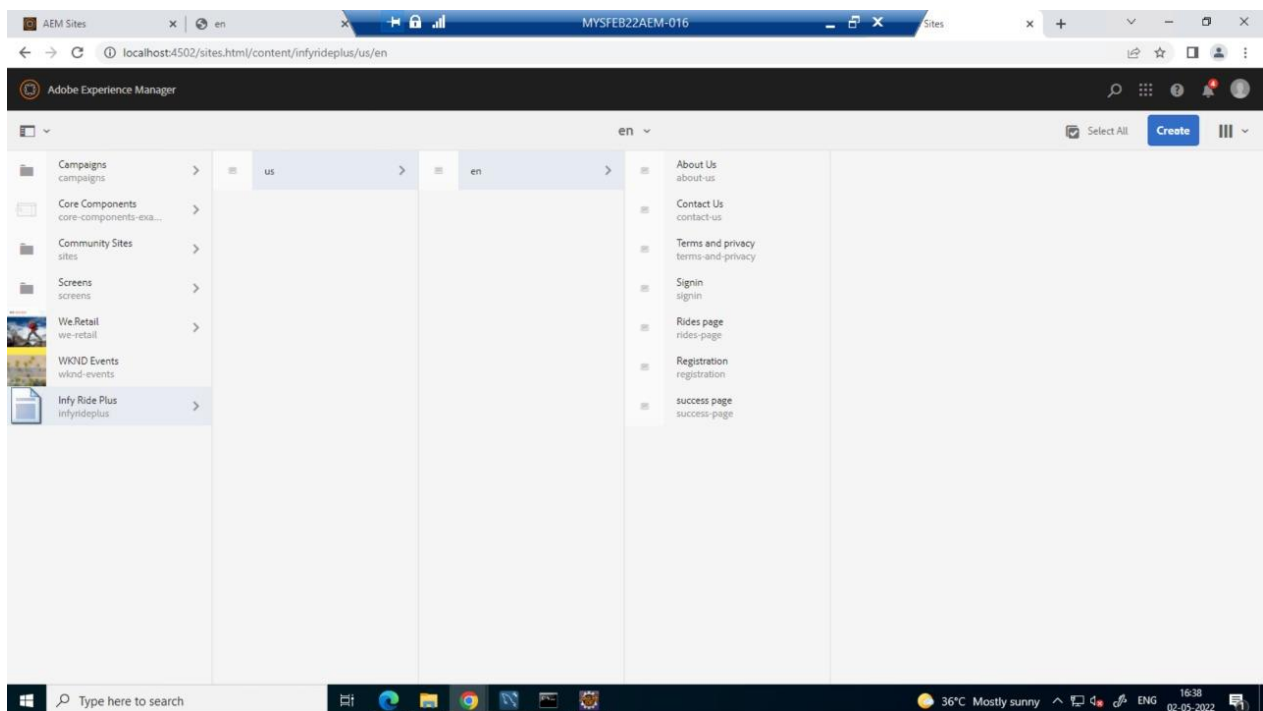 AEM Sites
en
MYSFEB22AEM-016
Sites
localhost:4502/sites.html/content/infyrideplus/us/en
Adobe Experience Manager
4
en
Select All
Create
Campaigns
campaigns
Core Components
core-components-exa...
Community Sites
sites
Screens
screens
We.Retail
we-retail
WKND Events
wknd-events
Infy Ride Plus
infyrideplus
us
en
About Us
about-us
Contact Us
contact-us
Terms and privacy
terms-and-privacy
Signin
signin
Rides page
rides-page
Registration
registration
success page
success-page
Type here to search
36°C Mostly sunny
ENG
16:38
02-05-2022